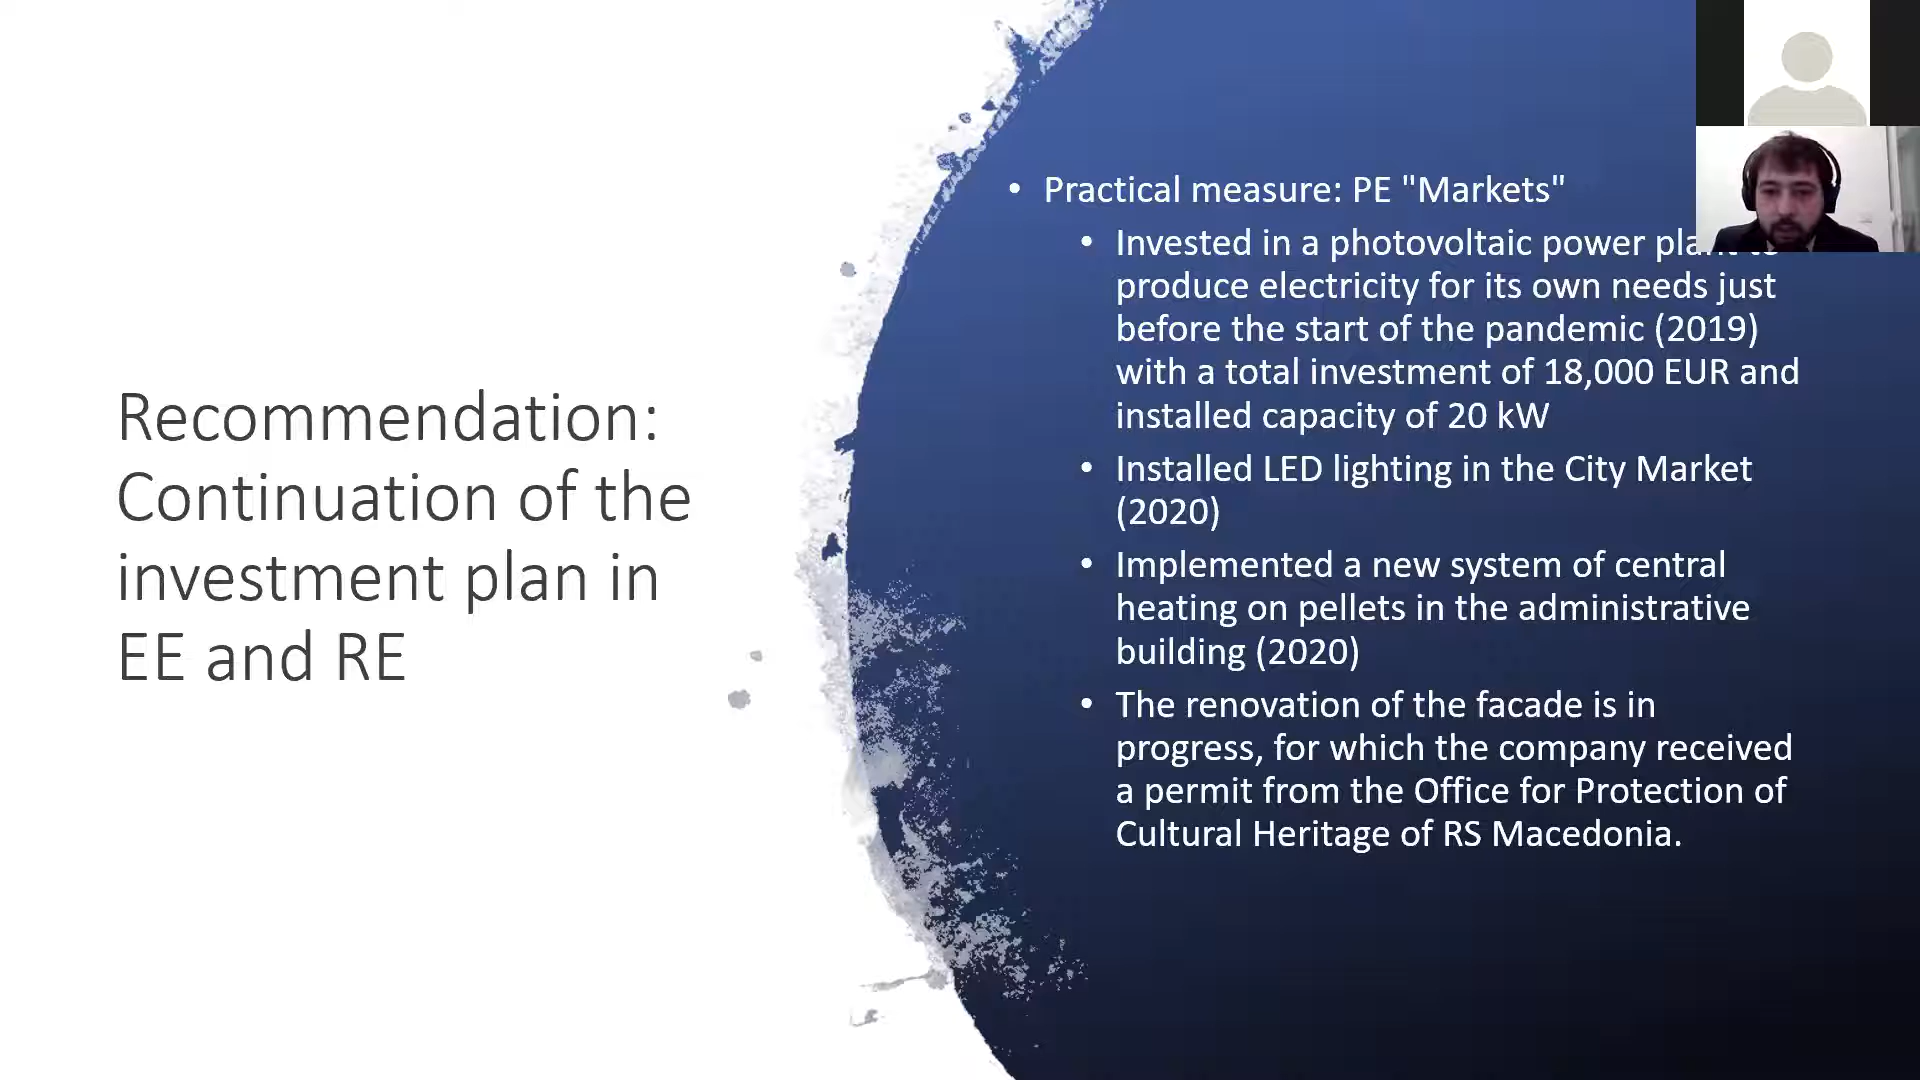 Recommendation:
Continuation of the
investment plan in
EE and RE
• Practical measure: PE "Markets"
• Invested in a photovoltaic power plant to
produce electricity for its own needs just
before the start of the pandemic (2019)
with a total investment of 18,000 EUR and
installed capacity of 20 kW
• Installed LED lighting in the City Market
(2020)
• Implemented a new system of central
heating on pellets in the administrative
building (2020)
• The renovation of the facade is in
progress, for which the company received
a permit from the Office for Protection of
Cultural Heritage of RS Macedonia.